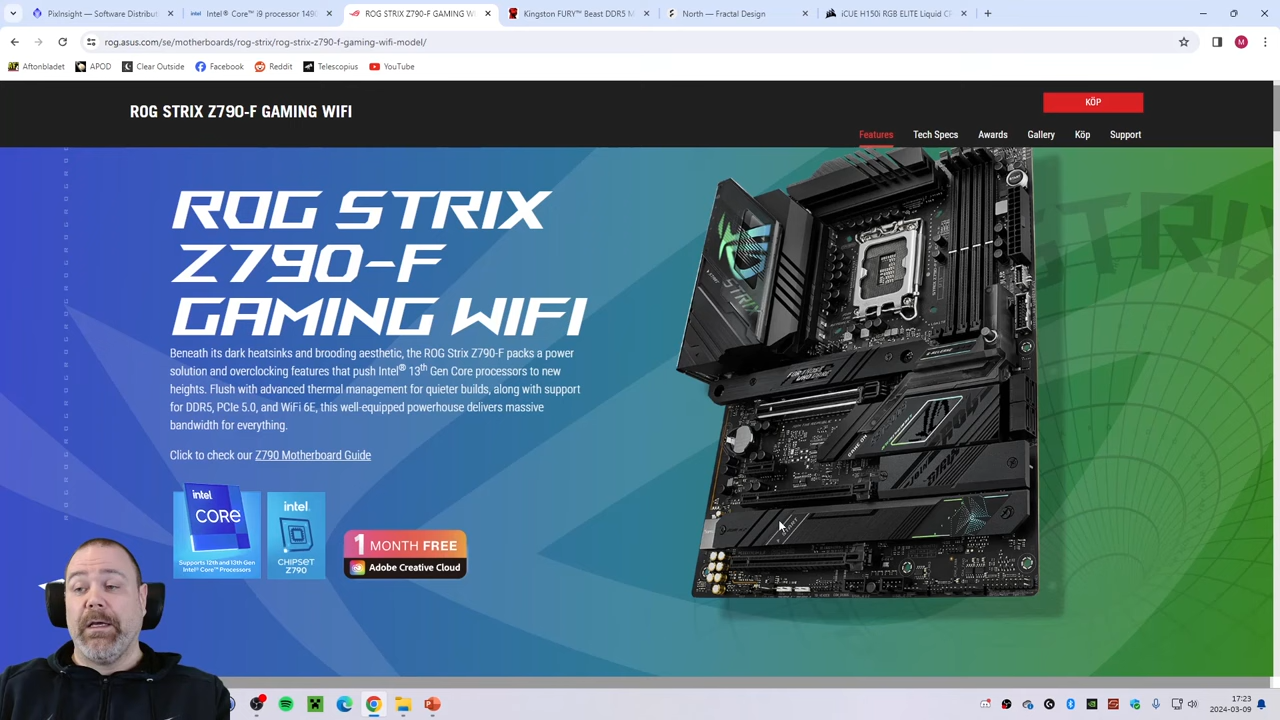 PixInsight — Software Distribut
Intel® Core™ i9 processor 1490
ROG STRIX Z790-F GAMING WI
Kingston FURY™ Beast DDR5 M
North — Fractal Design
iCUE H150i RGB ELITE Liquid CP
rog.asus.com/se/motherboards/rog-strix/rog-strix-z790-f-gaming-wifi-model/
M
Aftonbladet
APOD
Clear Outside
Facebook
Reddit
Telescopius
YouTube
ROG STRIX Z790-F GAMING WIFI
KÖP
Features
Tech Specs
Awards
Gallery
Köp
Support
ROG STRIX
Z790-F
GAMING WIFI
Beneath its dark heatsinks and brooding aesthetic, the ROG Strix Z790-F packs a power
solution and overclocking features that push Intel® 13th Gen Core processors to new
heights. Flush with advanced thermal management for quieter builds, along with support
for DDR5, PCIe 5.0, and WiFi 6E, this well-equipped powerhouse delivers massive
bandwidth for everything.
Click to check our Z790 Motherboard Guide
intel
CORE
Supports 12th and 13th Gen
Intel® Core™ Processors
intel.
CHIPSET
Z790
1 MONTH FREE
Adobe Creative Cloud
STRIX
17:23
2024-03-09